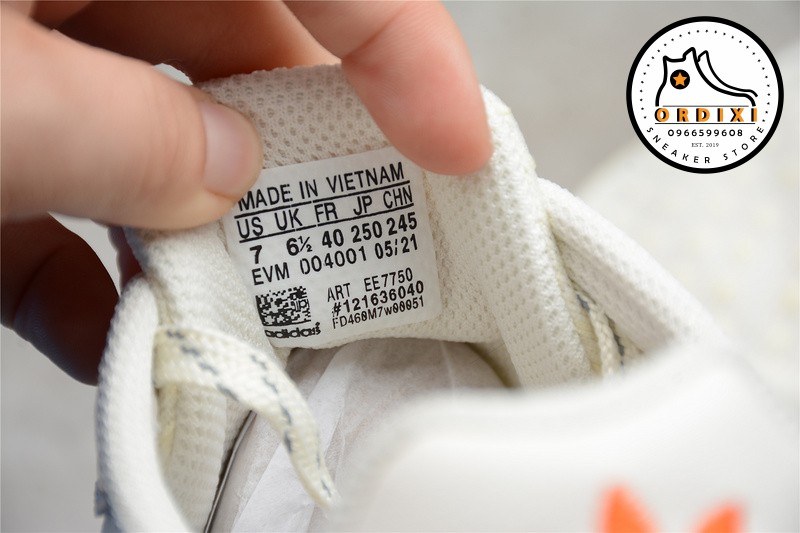 MADE IN VIETNAM
US UK FR JP CHN
7 6½ 40 250 245
EVM 004001 05/21
ART EE7750
#121636040
FD460M7w00051
adidas
ORDIXI
0966599608
EST. 2019
SNEAKER STORE